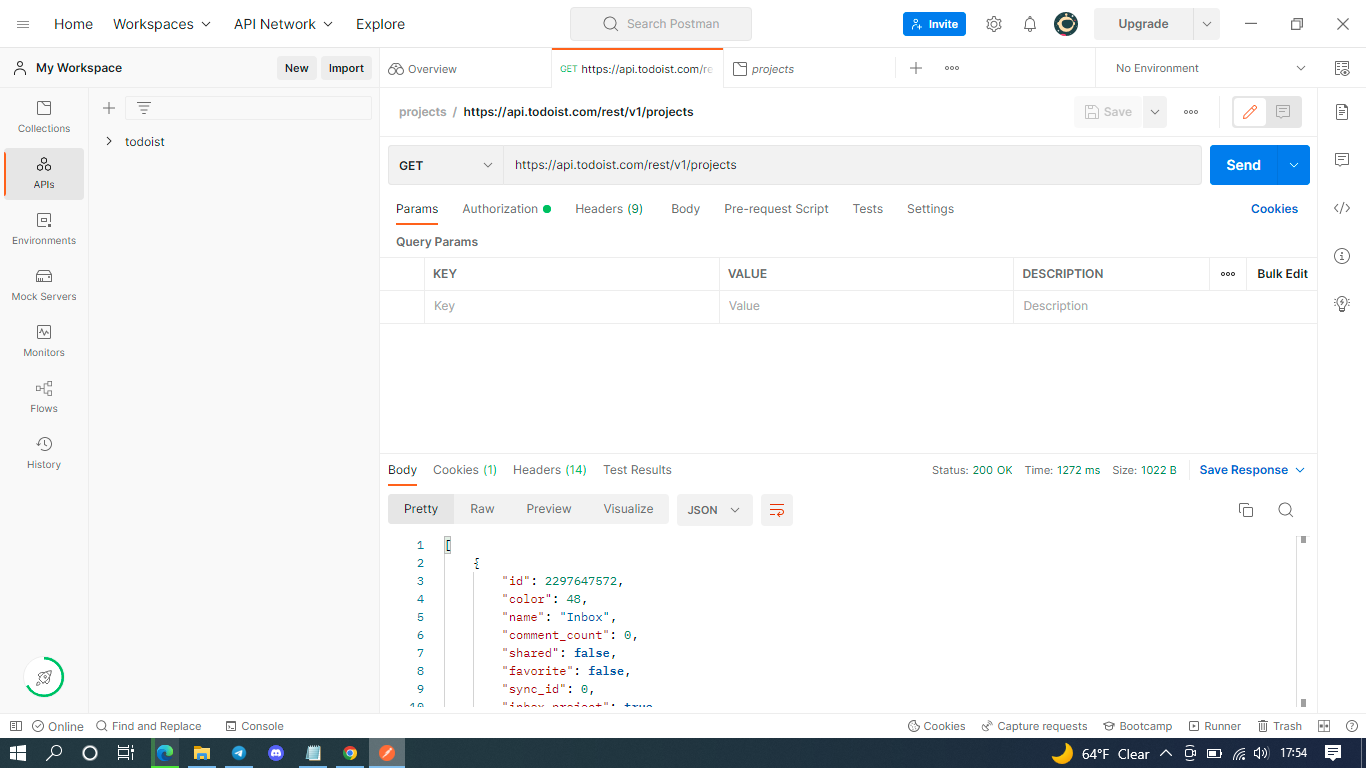 Home Workspaces API Network Explore Search Postman Invite Upgrade
My Workspace New Import Overview GET https://api.todoist.com/re projects No Environment
projects / https://api.todoist.com/rest/v1/projects Save
Collections
todoist
APIs
Environments
Mock Servers
Monitors
Flows
History
GET https://api.todoist.com/rest/v1/projects Send
Params Authorization Headers (9) Body Pre-request Script Tests Settings Cookies
Query Params
KEY VALUE DESCRIPTION Bulk Edit
Key Value Description
Body Cookies (1) Headers (14) Test Results Status: 200 OK Time: 1272 ms Size: 1022 B Save Response
Pretty Raw Preview Visualize JSON
1 [
2 {
3 "id": 2297647572,
4 "color": 48,
5 "name": "Inbox",
6 "comment_count": 0,
7 "shared": false,
8 "favorite": false,
9 "sync_id": 0,
10 "inbox_project": true
Online Find and Replace Console Cookies Capture requests Bootcamp Runner Trash
64°F Clear 17:54